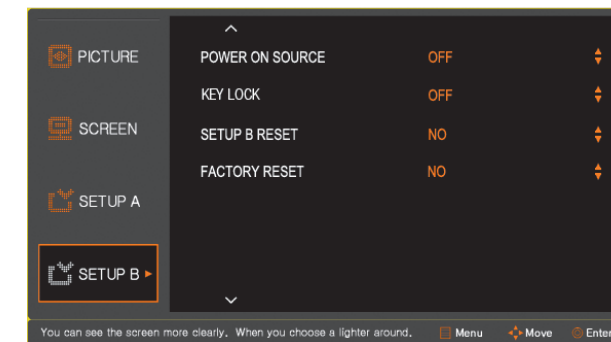 PICTURE
SCREEN
SETUP A
SETUP B
POWER ON SOURCE OFF
KEY LOCK OFF
SETUP B RESET NO
FACTORY RESET NO
You can see the screen more clearly. When you choose a lighter around. Menu Move Enter